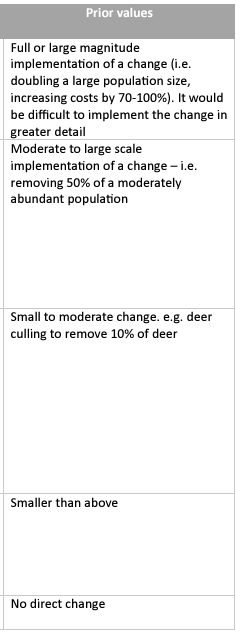 Prior values
Full or large magnitude
implementation of a change (i.e.
doubling a large population size,
increasing costs by 70-100%). It would
be difficult to implement the change in
greater detail
Moderate to large scale
implementation of a change – i.e.
removing 50% of a moderately
abundant population
Small to moderate change. e.g. deer
culling to remove 10% of deer
Smaller than above
No direct change